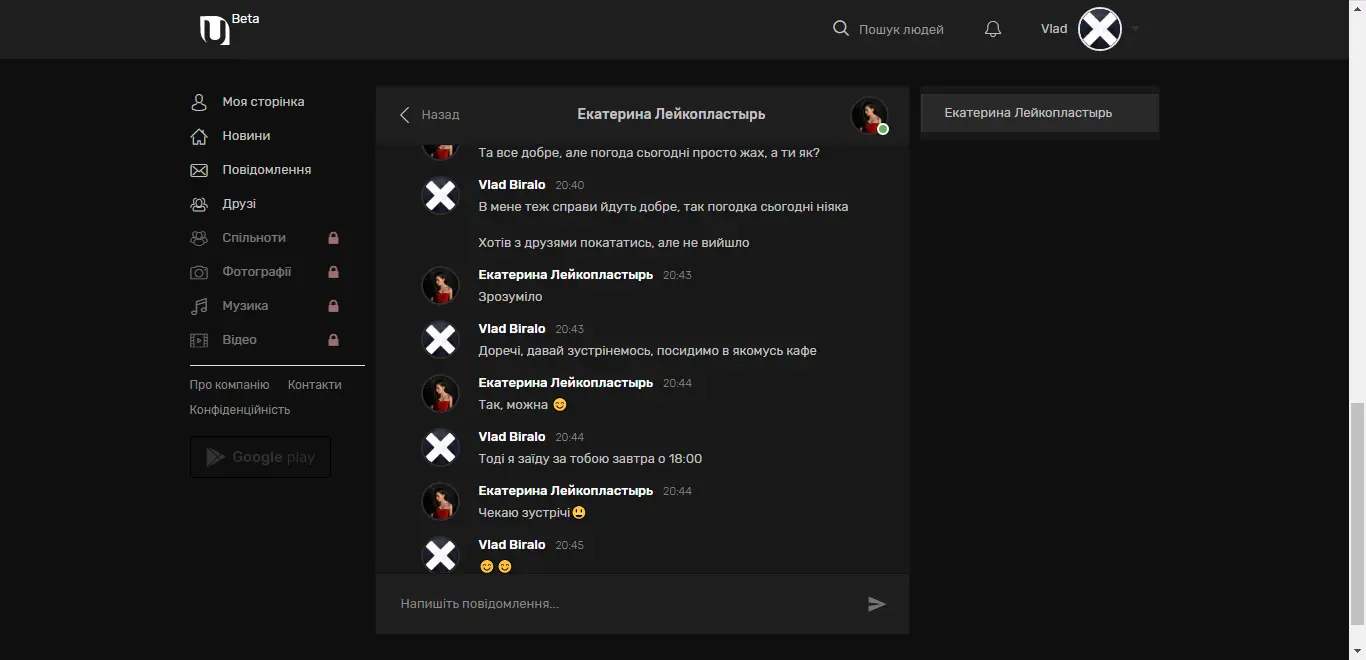 U Beta
Пошук людей
Vlad
Моя сторінка
Новини
Повідомлення
Друзі
Спільноти
Фотографії
Музика
Відео
Про компанію Контакти
Конфіденційність
Google play
Назад
Екатерина Лейкопластырь
Та все добре, але погода сьогодні просто жах, а ти як?
Vlad Biralo 20:40
В мене теж справи йдуть добре, так погодка сьогодні ніяка
Хотів з друзями покататись, але не вийшло
Екатерина Лейкопластырь 20:43
Зрозуміло
Vlad Biralo 20:43
Доречі, давай зустрінемось, посидимо в якомусь кафе
Екатерина Лейкопластырь 20:44
Так, можна 😊
Vlad Biralo 20:44
Тоді я заїду за тобою завтра о 18:00
Екатерина Лейкопластырь 20:44
Чекаю зустрічі😃
Vlad Biralo 20:45
😊 😊
Напишіть повідомлення...
Екатерина Лейкопластырь